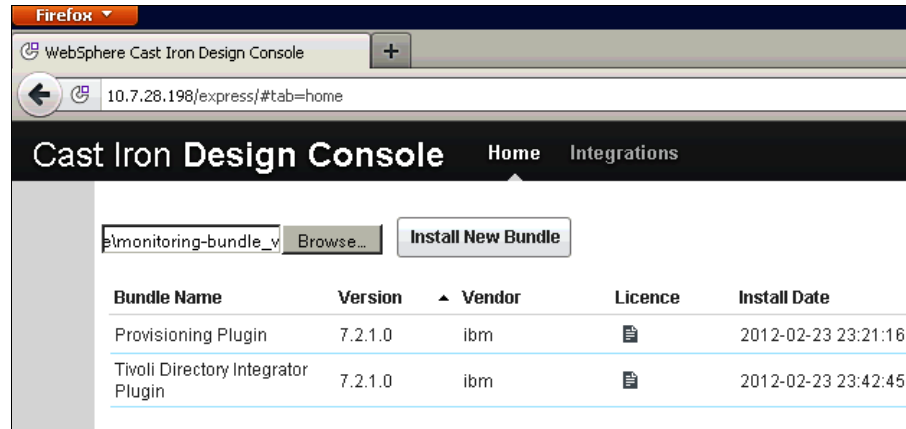 Firefox
WebSphere Cast Iron Design Console
10.7.28.198/express/#tab=home
Cast Iron Design Console Home Integrations
e\monitoring-bundle_v Browse... Install New Bundle
Bundle Name Version Vendor Licence Install Date
Provisioning Plugin 7.2.1.0 ibm 2012-02-23 23:21:16
Tivoli Directory Integrator
Plugin 7.2.1.0 ibm 2012-02-23 23:42:45